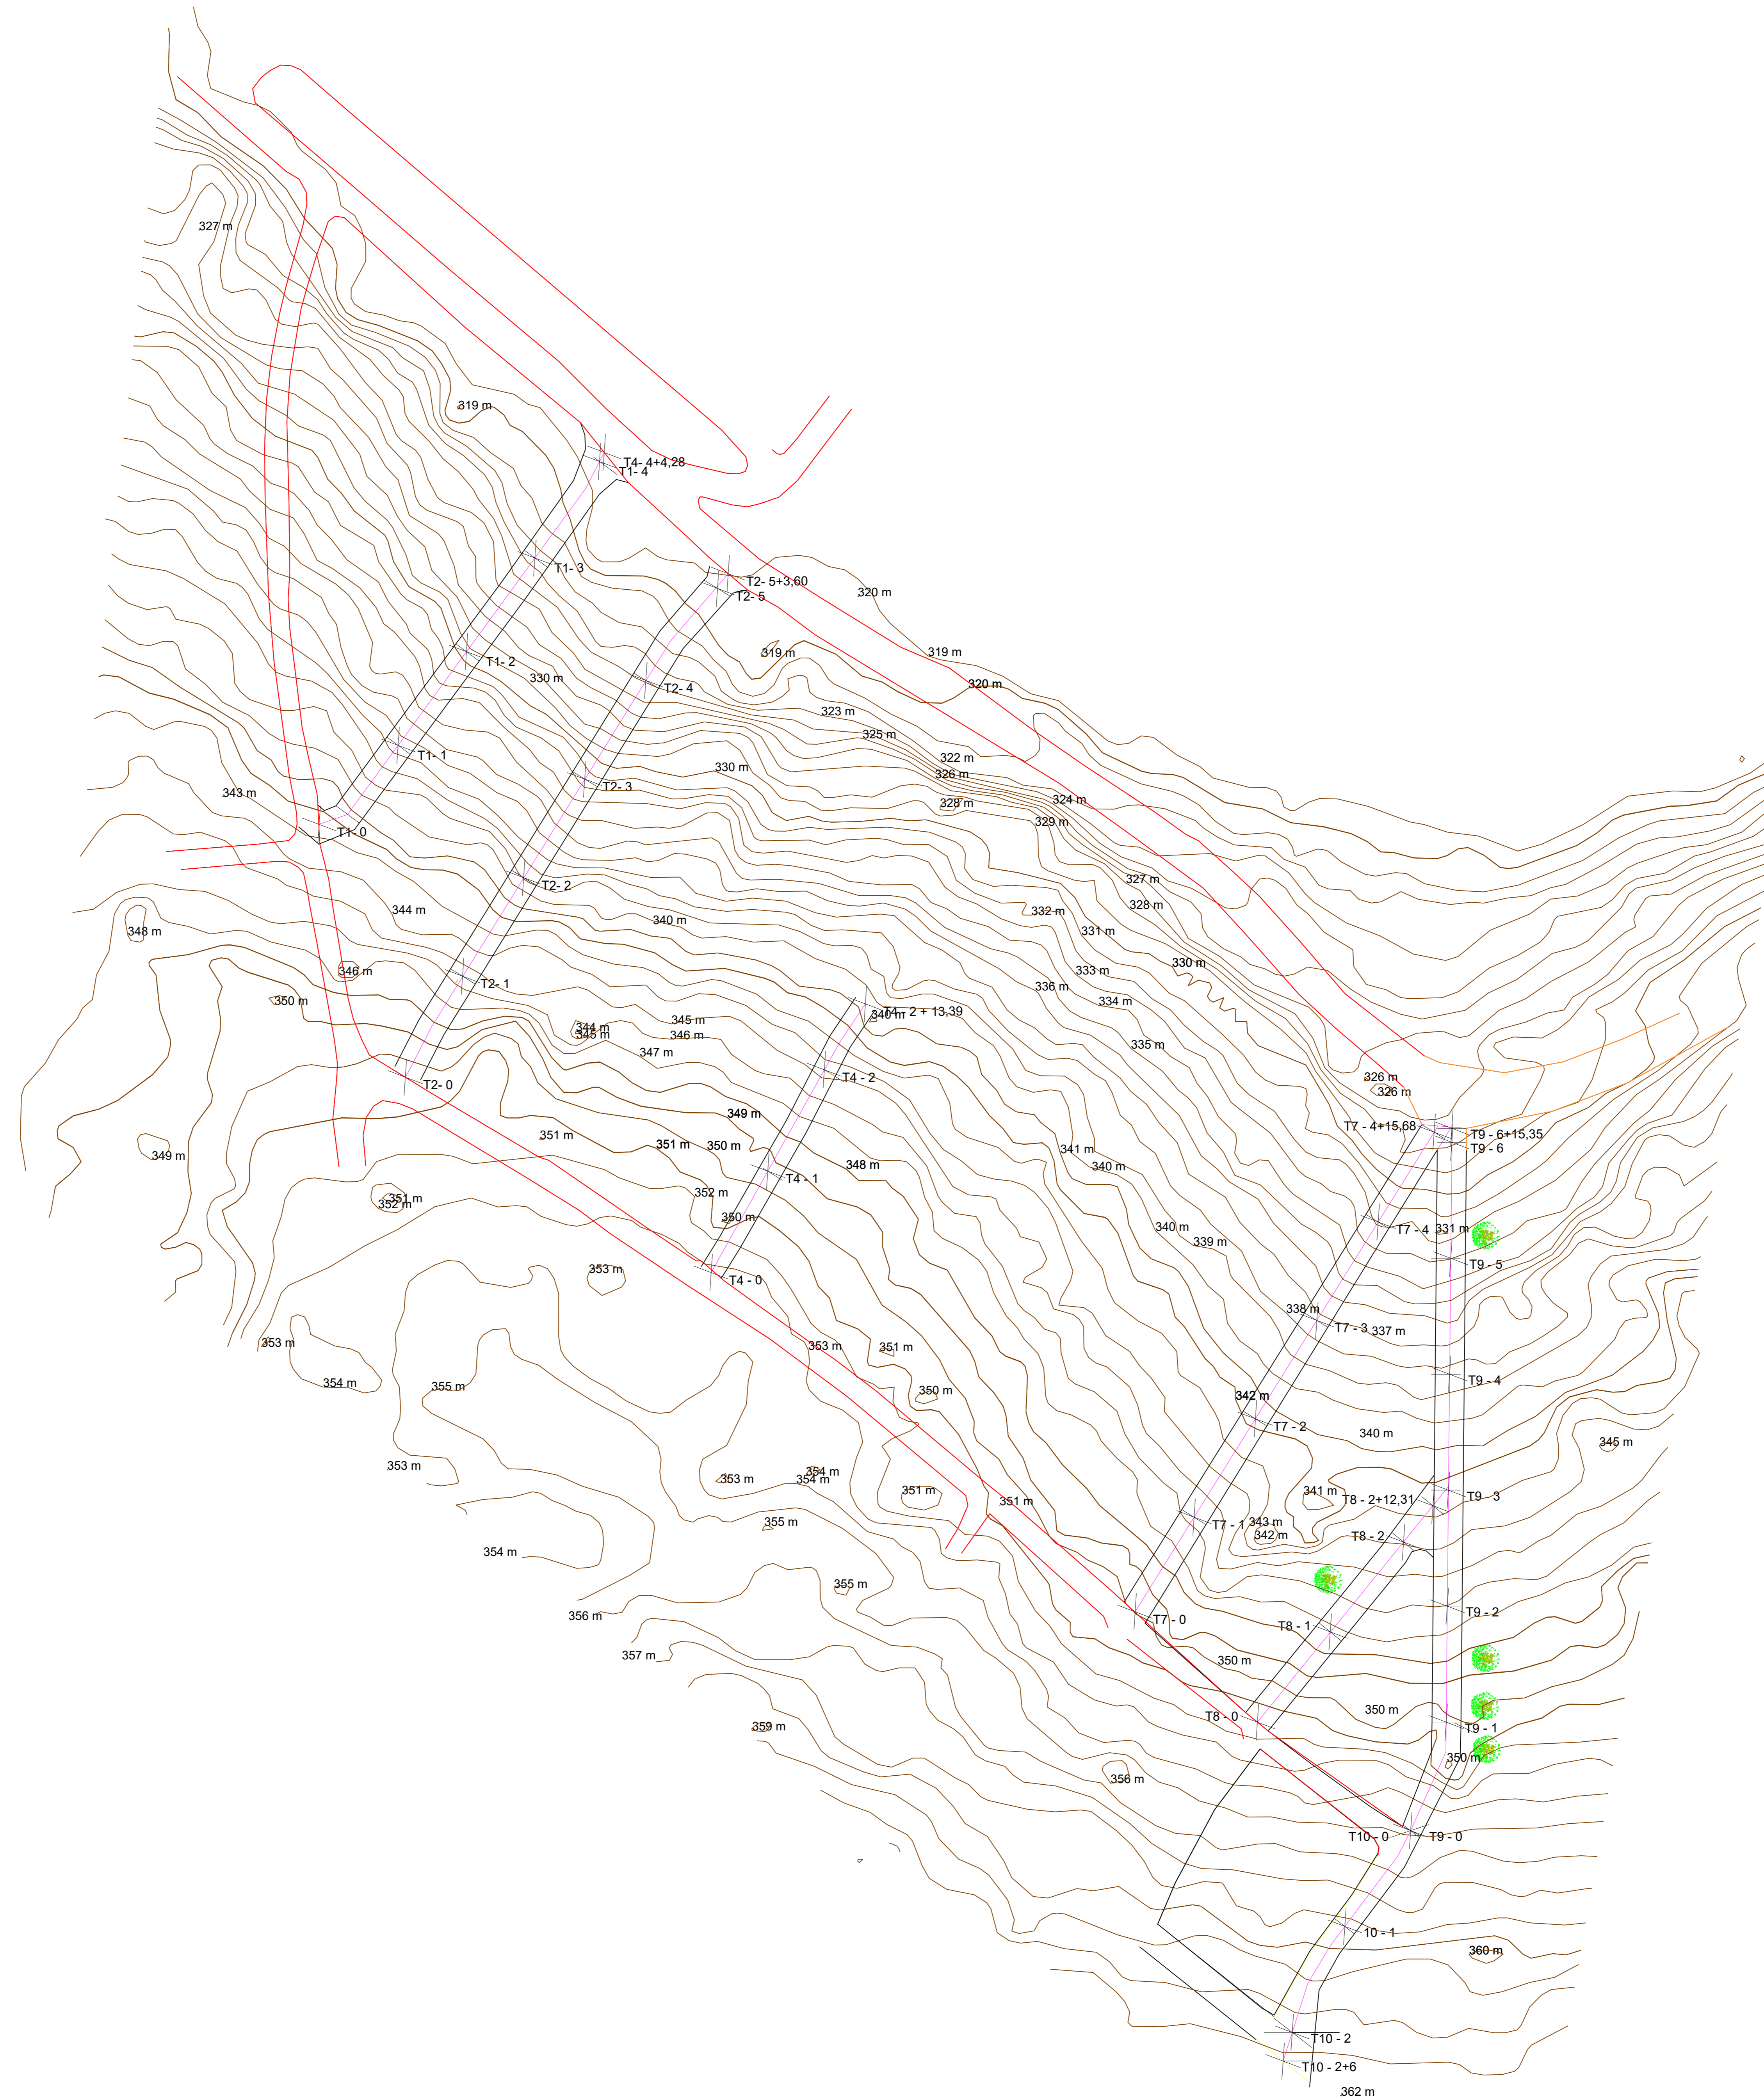 327 m
319 m
T4- 4+4,28
T1- 4
T1- 3
T2- 5+3,60
T2- 5
320 m
319 m
319 m
T1- 2
330 m
T2- 4
320 m
323 m
325 m
T1- 1
322 m
330 m
326 m
T2- 3
343 m
324 m
328 m
329 m
T1- 0
327 m
T2- 2
328 m
344 m
332 m
340 m
348 m
331 m
330 m
346 m
333 m
T2- 1
336 m
350 m
334 m
T4 - 2 + 13,39
340 m
345 m
344 m
345 m
346 m
335 m
347 m
326 m
T4 - 2
T2- 0
326 m
349 m
T7 - 4+15,68
T9 - 6+15,35
351 m
351 m
350 m
341 m
T9 - 6
349 m
348 m
340 m
T4 - 1
352 m
351 m
352 m
350 m
340 m
T7 - 4
331 m
339 m
353 m
T9 - 5
T4 - 0
338 m
T7 - 3
337 m
353 m
353 m
351 m
354 m
355 m
T9 - 4
350 m
342 m
T7 - 2
340 m
345 m
353 m
354 m
353 m
354 m
351 m
341 m
T9 - 3
351 m
T8 - 2+12,31
355 m
T7 - 1
343 m
342 m
T8 - 2
354 m
355 m
T9 - 2
356 m
T7 - 0
T8 - 1
357 m
350 m
350 m
T8 - 0
359 m
T9 - 1
350 m
356 m
T10 - 0
T9 - 0
10 - 1
360 m
T10 - 2
T10 - 2+6
362 m